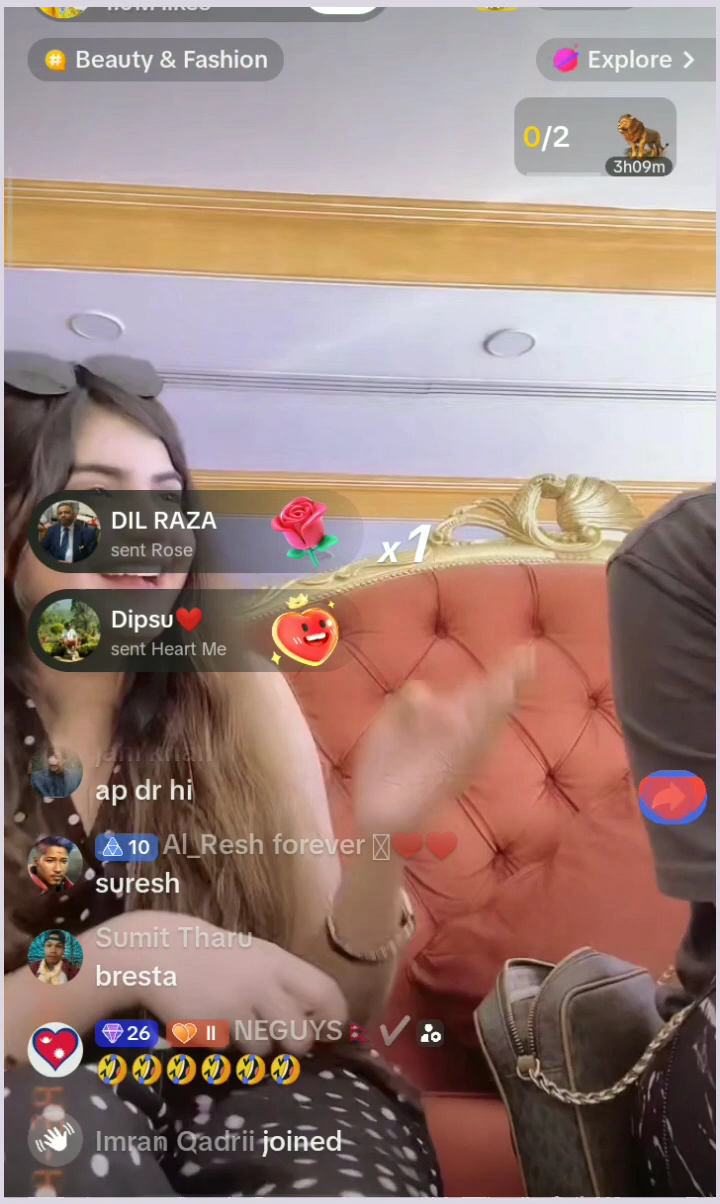 Beauty & Fashion
Explore >
0/2
3h09m
DIL RAZA
sent Rose
x1
Dipsu❤️
sent Heart Me
ap dr hi
10 Al_Resh forever ❤️❤️
suresh
Sumit Tharu
bresta
26 II NEGUYS🇳🇵✔️
🤣🤣🤣🤣🤣🤣
Imran Qadrii joined